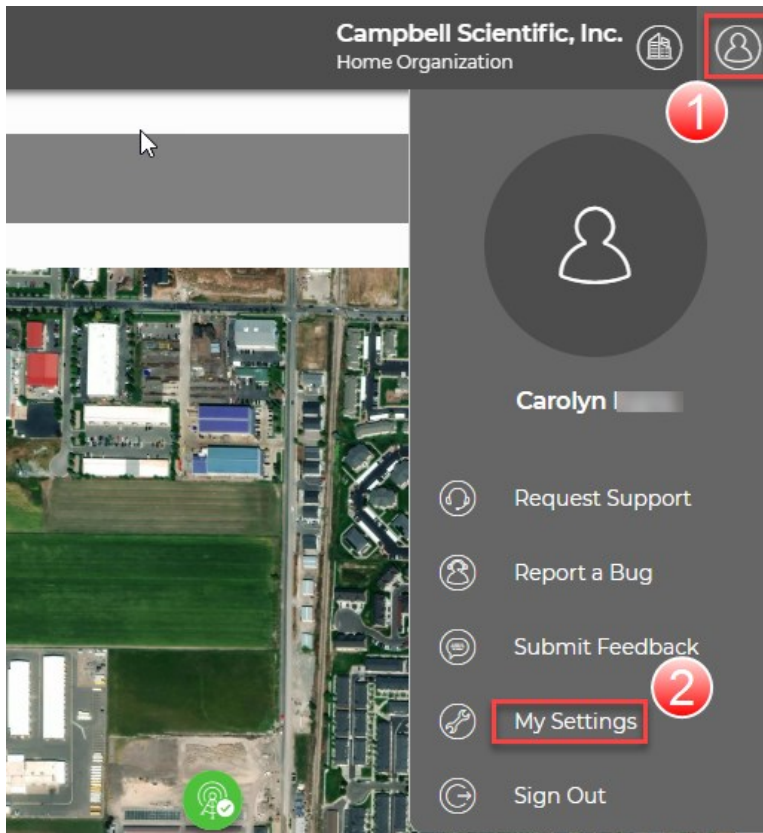 Campbell Scientific, Inc.
Home Organization
1
Carolyn
Request Support
Report a Bug
Submit Feedback
2
My Settings
Sign Out